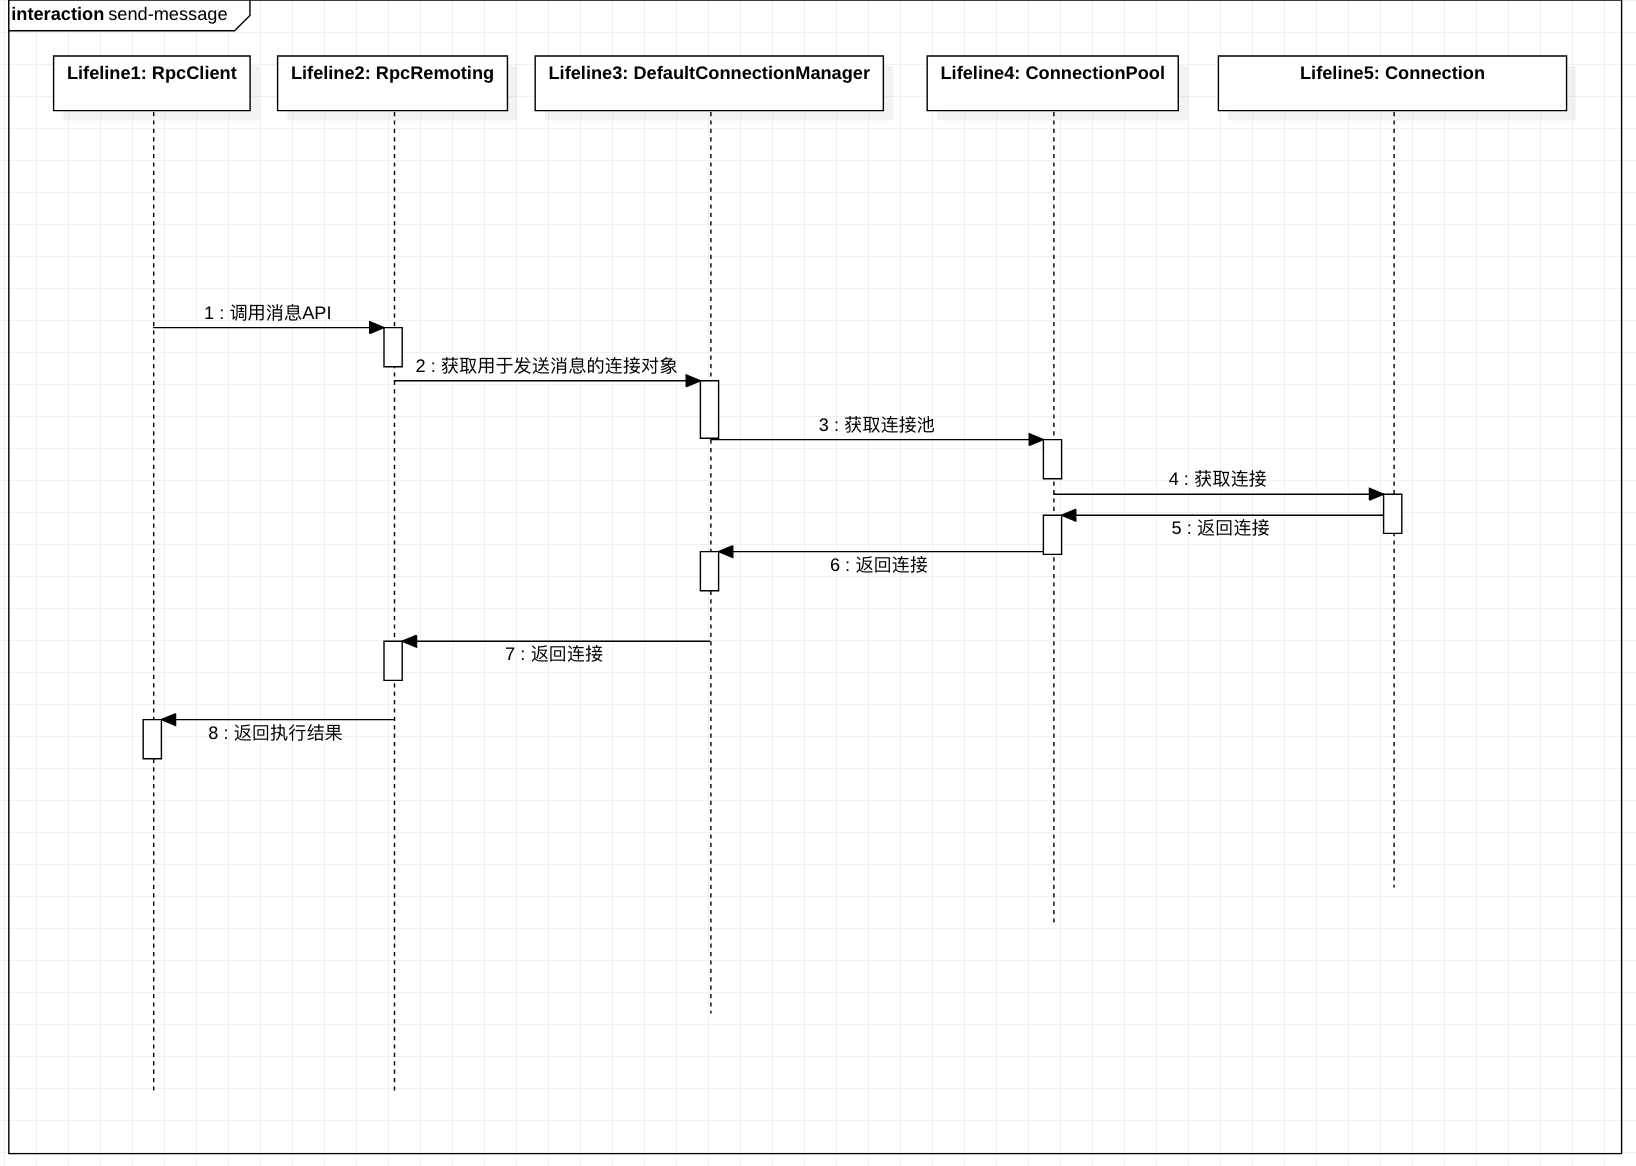 interaction send-message
Lifeline1: RpcClient
Lifeline2: RpcRemoting
Lifeline3: DefaultConnectionManager
Lifeline4: ConnectionPool
Lifeline5: Connection
1 : 调用消息API
2 : 获取用于发送消息的连接对象
3 : 获取连接池
4 : 获取连接
5 : 返回连接
6 : 返回连接
7 : 返回连接
8 : 返回执行结果